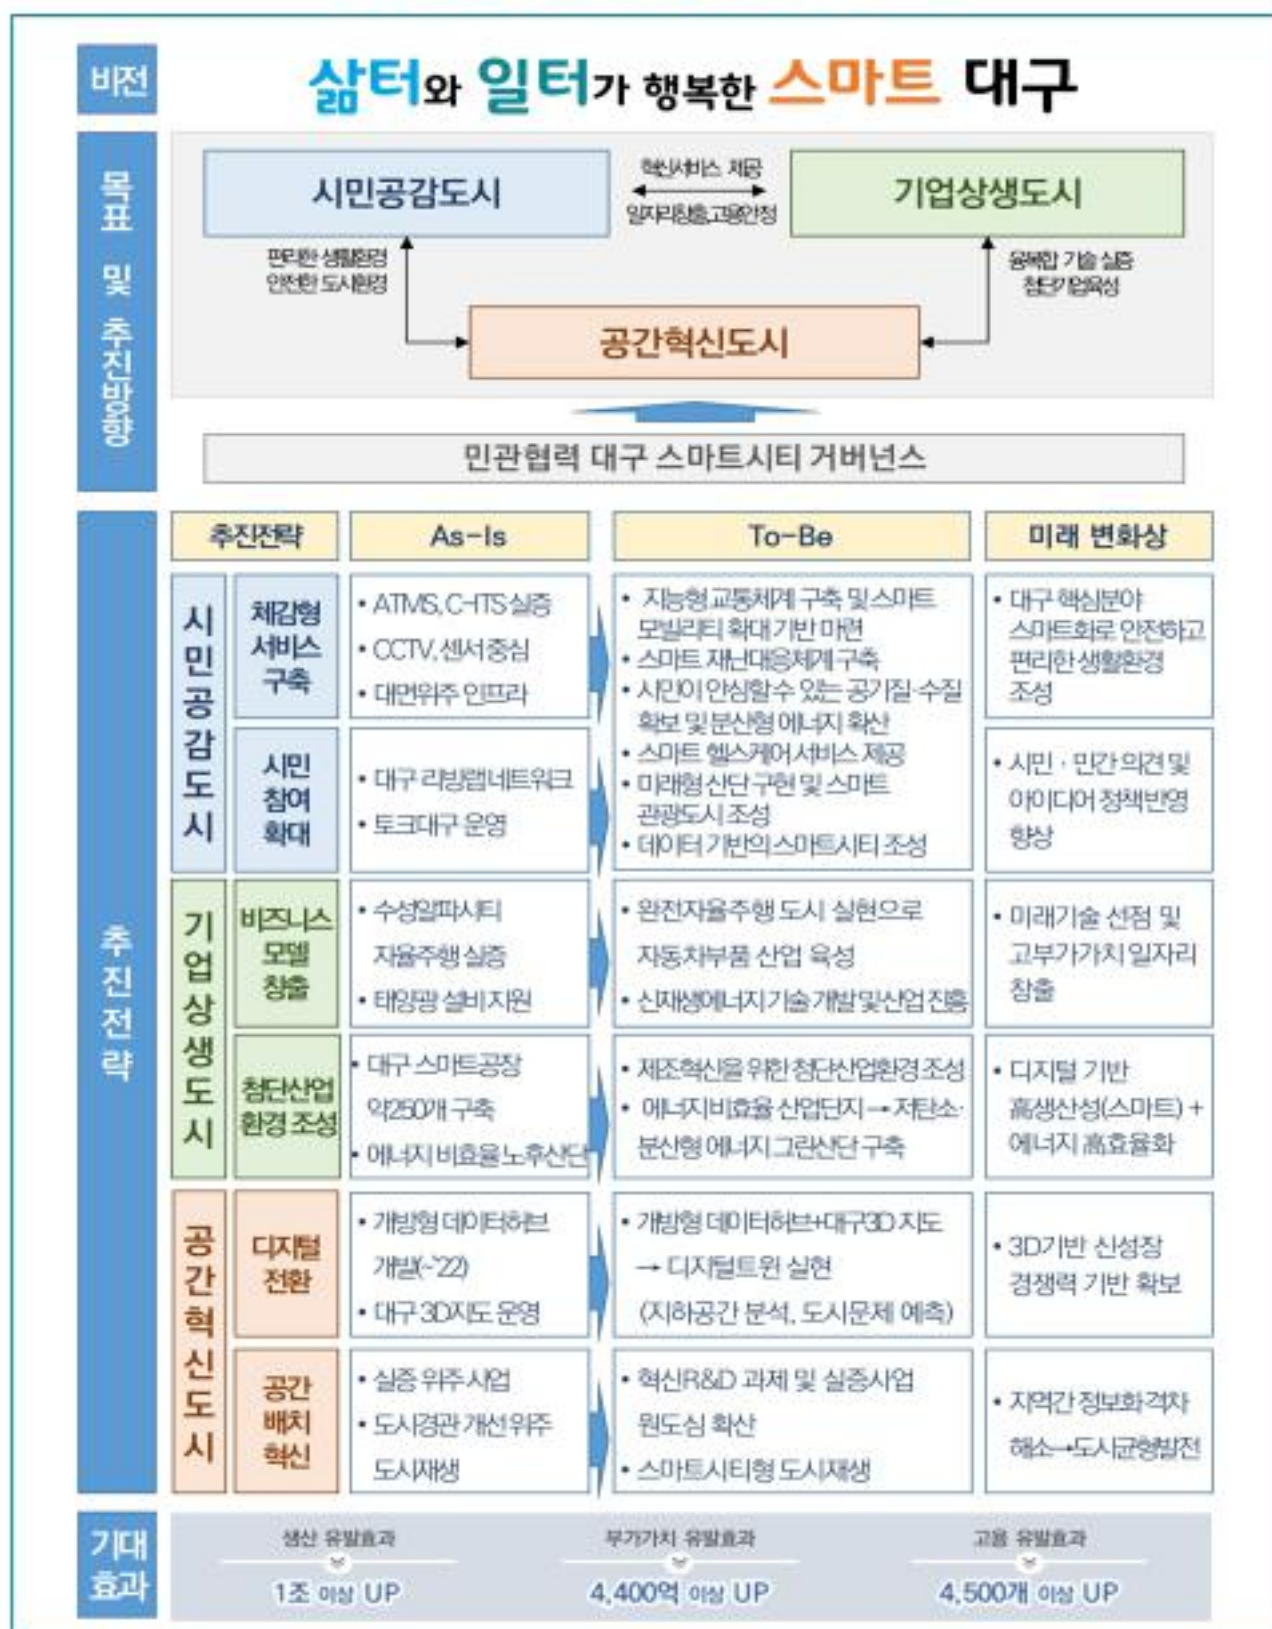 비전
삶터와 일터가 행복한 스마트 대구
목표 및 추진방향
시민공감도시
혁신서비스 제공
일자리창출,고용안정
기업상생도시
편리한 생활환경
안전한 도시환경
융복합 기술 실증
첨단기업육성
공간혁신도시
민관협력 대구 스마트시티 거버넌스
추진전략
추진전략
As-Is
To-Be
미래 변화상
시민공감도시
체감형
서비스
구축
• ATMS, C-ITS 실증
• CCTV, 센서 중심
• 대면위주 인프라
• 지능형 교통체계 구축 및 스마트
모빌리티 확대 기반 마련
• 스마트 재난대응체계 구축
• 시민이 안심할 수 있는 공기질·수질
확보 및 분산형 에너지 확산
• 스마트 헬스케어 서비스 제공
• 미래형 산단 구현 및 스마트
관광도시 조성
• 데이터 기반의 스마트시티 조성
• 대구 핵심분야
스마트화로 안전하고
편리한 생활환경
조성
시민
참여
확대
• 대구 리빙랩 네트워크
• 토크대구 운영
• 시민 · 민간 의견 및
아이디어 정책반영
향상
기업상생도시
비즈니스
모델
창출
• 수성알파시티
자율주행 실증
• 태양광 설비 지원
• 완전자율주행 도시 실현으로
자동차부품 산업 육성
• 신재생에너지 기술 개발 및 산업 진흥
• 미래기술 선점 및
고부가가치 일자리
창출
첨단산업
환경 조성
• 대구 스마트공장
약250개 구축
• 에너지 비효율 노후산단
• 제조혁신을 위한 첨단산업환경 조성
• 에너지 비효율 산업단지 → 저탄소·
분산형 에너지 그린산단 구축
• 디지털 기반
高생산성(스마트) +
에너지 高효율화
공간혁신도시
디지털
전환
• 개방형 데이터허브
개발(~'22)
• 대구 3D지도 운영
• 개방형 데이터허브+대구3D 지도
→ 디지털트윈 실현
(지하공간 분석, 도시문제 예측)
• 3D기반 신성장
경쟁력 기반 확보
공간
배치
혁신
• 실증 위주 사업
• 도시경관 개선 위주
도시재생
• 혁신R&D 과제 및 실증사업
원도심 확산
• 스마트시티형 도시재생
• 지역간 정보화 격차
해소→도시균형발전
기대
효과
생산 유발효과
1조 이상 UP
부가가치 유발효과
4,400억 이상 UP
고용 유발효과
4,500개 이상 UP